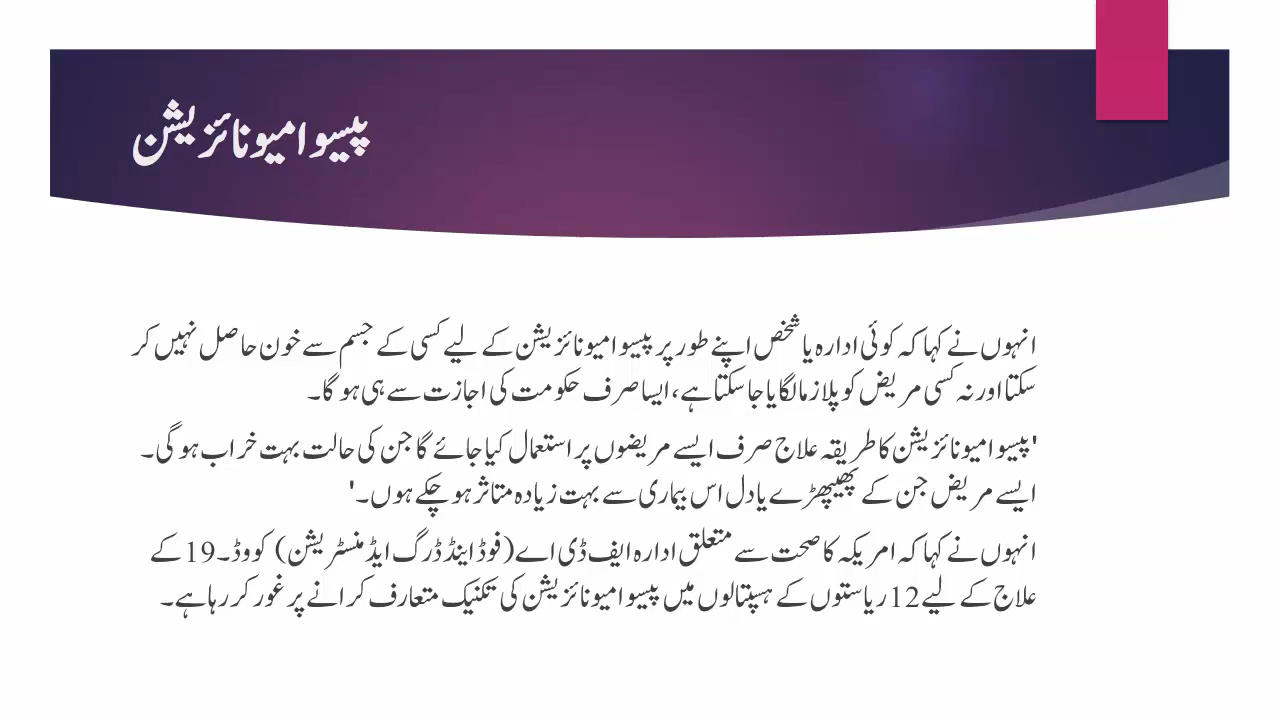 پیسیو امیونائزیشن
انہوں نے کہا کہ کوئی ادارہ یا شخص اپنے طور پر پیسیو امیونائزیشن کے لیے کسی کے جسم سے خون حاصل نہیں کر
سکتا اور نہ کسی مریض کو پلازما لگایا جا سکتا ہے، ایسا صرف حکومت کی اجازت سے ہی ہو گا۔
'پیسیو امیونائزیشن کا طریقہ علاج صرف ایسے مریضوں پر استعمال کیا جائے گا جن کی حالت بہت خراب ہو گی۔
ایسے مریض جن کے پھیپھڑے یا دل اس بیماری سے بہت زیادہ متاثر ہو چکے ہوں۔'
انہوں نے کہا کہ امریکہ کا صحت سے متعلق ادارہ ایف ڈی اے (فوڈ اینڈ ڈرگ ایڈمنسٹریشن) کووڈ۔19 کے
علاج کے لیے 12 ریاستوں کے ہسپتالوں میں پیسیو امیونائزیشن کی تکنیک متعارف کرانے پر غور کر رہا ہے۔